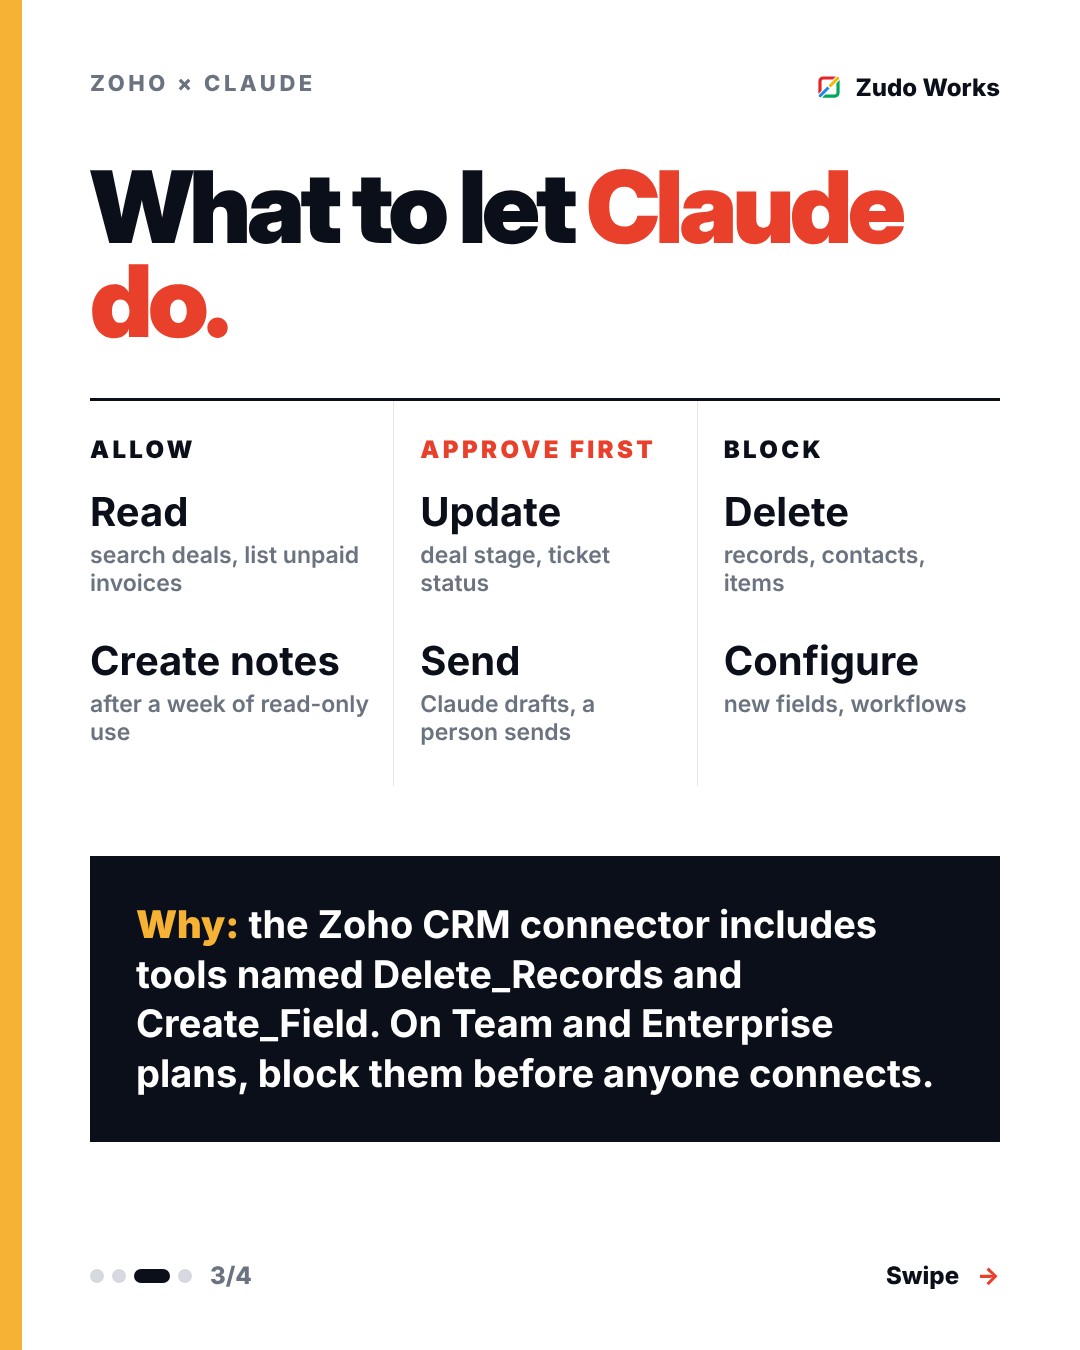 ZOHO × CLAUDE
Zudo Works
What to let Claude
do.
ALLOW
Read
search deals, list unpaid
invoices
Create notes
after a week of read-only
use
APPROVE FIRST
Update
deal stage, ticket
status
Send
Claude drafts, a
person sends
BLOCK
Delete
records, contacts,
items
Configure
new fields, workflows
Why: the Zoho CRM connector includes
tools named Delete_Records and
Create_Field. On Team and Enterprise
plans, block them before anyone connects.
3/4
Swipe →